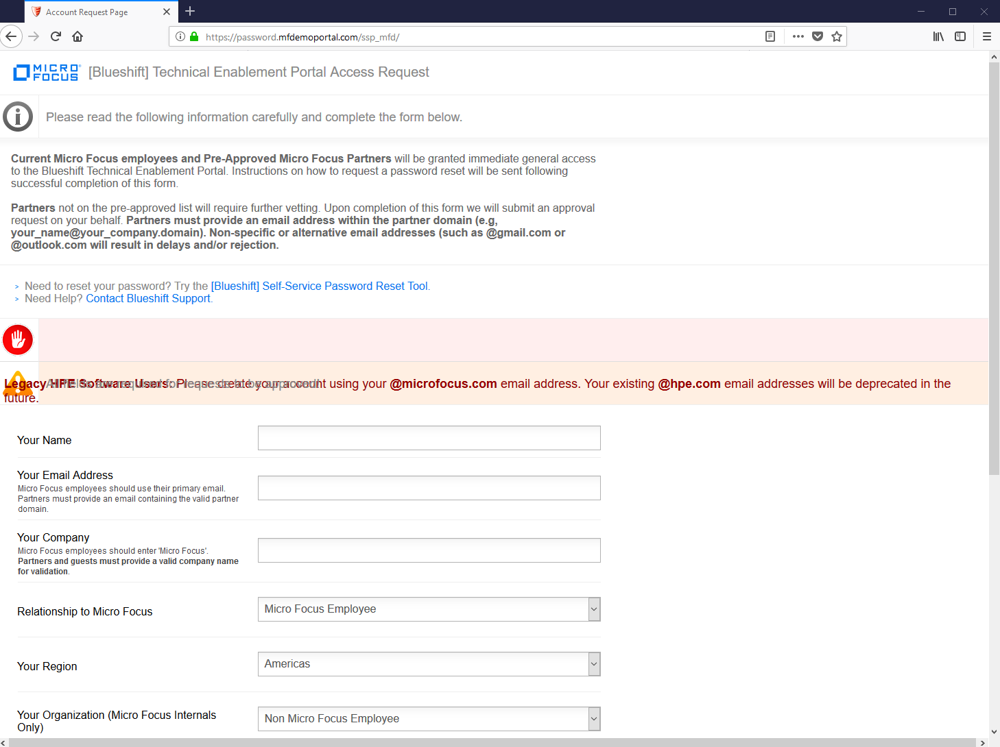 Account Request Page
https://password.mfdemoportal.com/ssp_mfd/
MICRO
FOCUS
[Blueshift] Technical Enablement Portal Access Request
Please read the following information carefully and complete the form below.
Current Micro Focus employees and Pre-Approved Micro Focus Partners will be granted immediate general access
to the Blueshift Technical Enablement Portal. Instructions on how to request a password reset will be sent following
successful completion of this form.
Partners not on the pre-approved list will require further vetting. Upon completion of this form we will submit an approval
request on your behalf. Partners must provide an email address within the partner domain (e.g,
your_name@your_company.domain). Non-specific or alternative email addresses (such as @gmail.com or
@outlook.com will result in delays and/or rejection.
> Need to reset your password? Try the [Blueshift] Self-Service Password Reset Tool.
> Need Help? Contact Blueshift Support.
Legacy HPE Software Users: Please create your account using your @microfocus.com email address. Your existing @hpe.com email addresses will be deprecated in the
future.
All fields are required for requests to be approved!
Your Name
Your Email Address
Micro Focus employees should use their primary email.
Partners must provide an email containing the valid partner
domain.
Your Company
Micro Focus employees should enter 'Micro Focus'.
Partners and guests must provide a valid company name
for validation.
Relationship to Micro Focus
Micro Focus Employee
Your Region
Americas
Your Organization (Micro Focus Internals
Only)
Non Micro Focus Employee